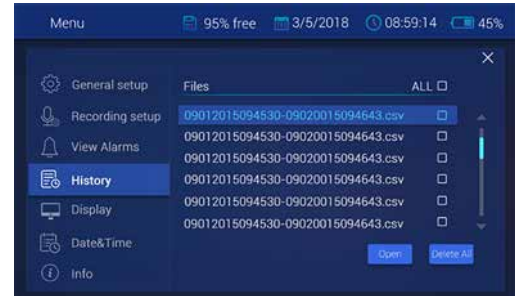 Menu 95% free 3/5/2018 08:59:14 45%
General setup
Recording setup
View Alarms
History
Display
Date&Time
Info
Files ALL
09012015094530-09020015094643.csv
09012015094530-09020015094643.csv
09012015094530-09020015094643.csv
09012015094530-09020015094643.csv
09012015094530-09020015094643.csv
09012015094530-09020015094643.csv
Open Delete All